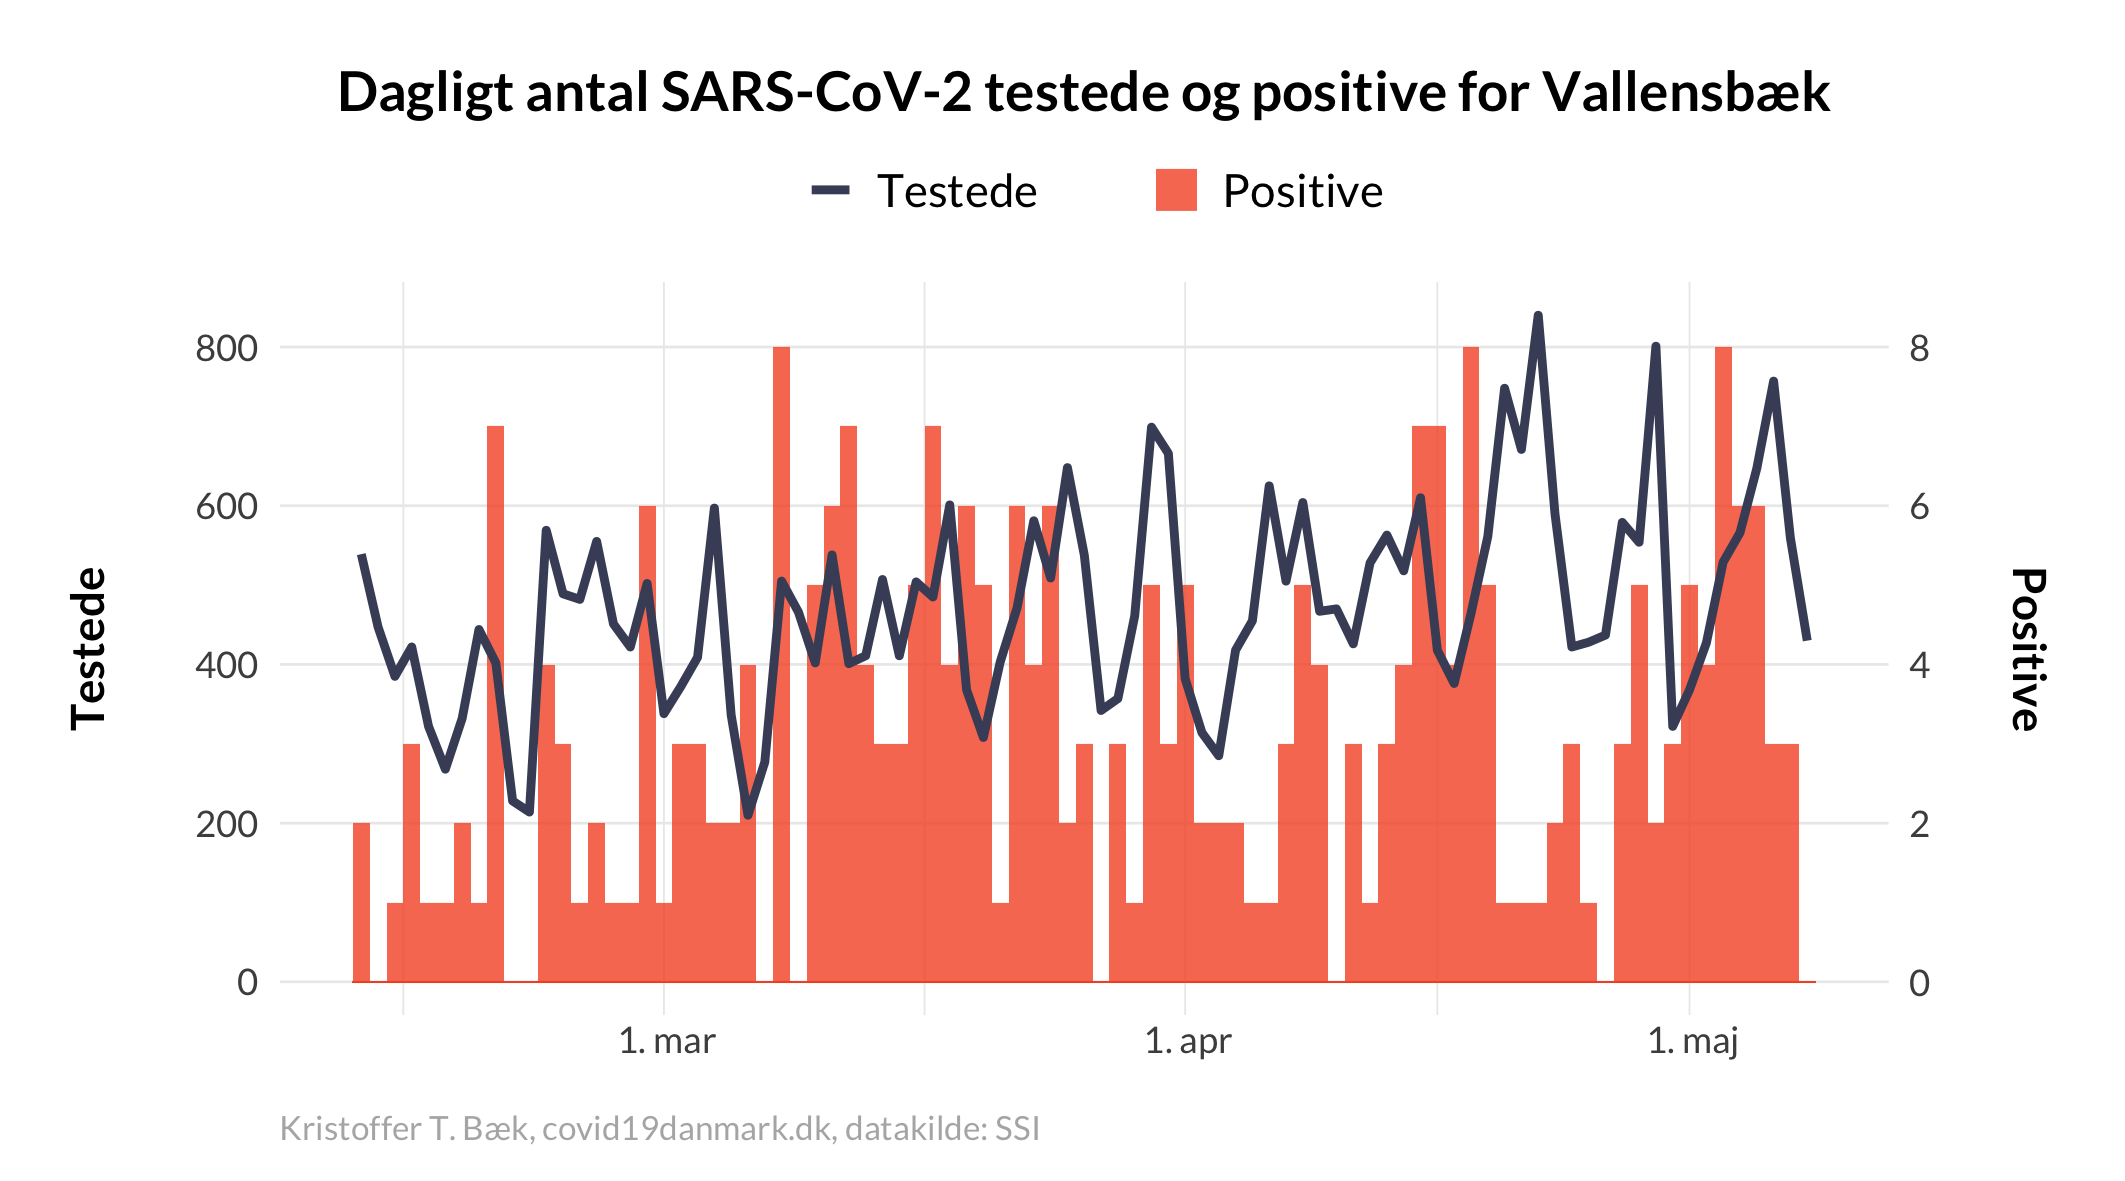 Dagligt antal SARS-CoV-2 testede og positive for Vallensbæk
Testede
Positive
800
600
400
200
0
8
6
4
2
0
Testede
Positive
1. mar
1. apr
1. maj
Kristoffer T. Bæk, covid19danmark.dk, datakilde: SSI